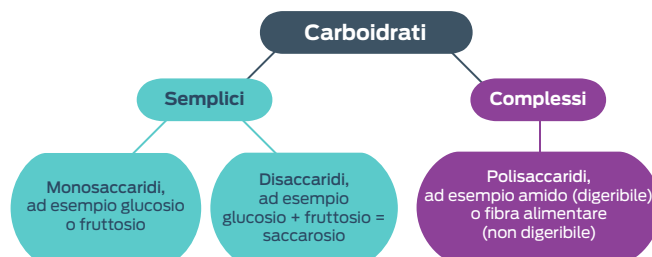 Carboidrati
Semplici
Complessi
Monosaccaridi,
ad esempio glucosio
o fruttosio
Disaccaridi,
ad esempio
glucosio + fruttosio =
saccarosio
Polisaccaridi,
ad esempio amido (digeribile)
o fibra alimentare
(non digeribile)